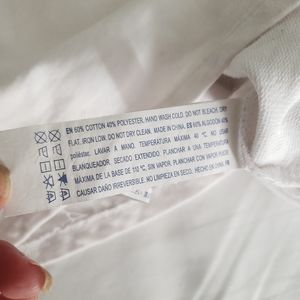 EN 60% COTTON 40% POLYESTER. HAND WASH COLD. DO NOT BLEACH. DRY
FLAT. IRON LOW. DO NOT DRY CLEAN. MADE IN CHINA. ES 60% ALGODÓN 40%
poliéster. LAVAR A MANO. TEMPERATURA MÁXIMA 40 °C. NO USAR
BLANQUEADOR. SECADO EXTENDIDO. PLANCHAR A UNA TEMPERATURA
MÁXIMA DE LA BASE DE 110 °C, SIN VAPOR. PLANCHAR CON VAPOR PUEDE
CAUSAR DAÑO IRREVERSIBLE. NO LIMPIEZA EN SECO. HECHO EN CHINA.